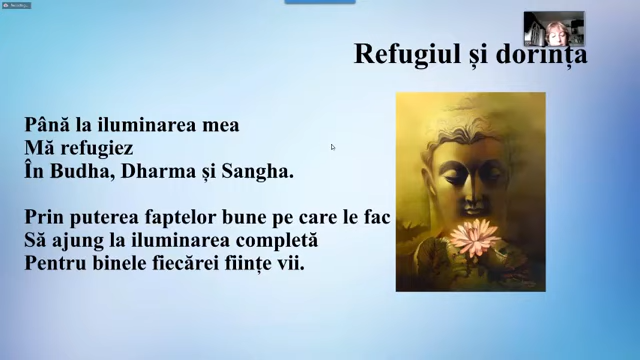 Refugiul și dorința
Până la iluminarea mea
Mă refugiez
În Budha, Dharma și Sangha.
Prin puterea faptelor bune pe care le fac
Să ajung la iluminarea completă
Pentru binele fiecărei ființe vii.